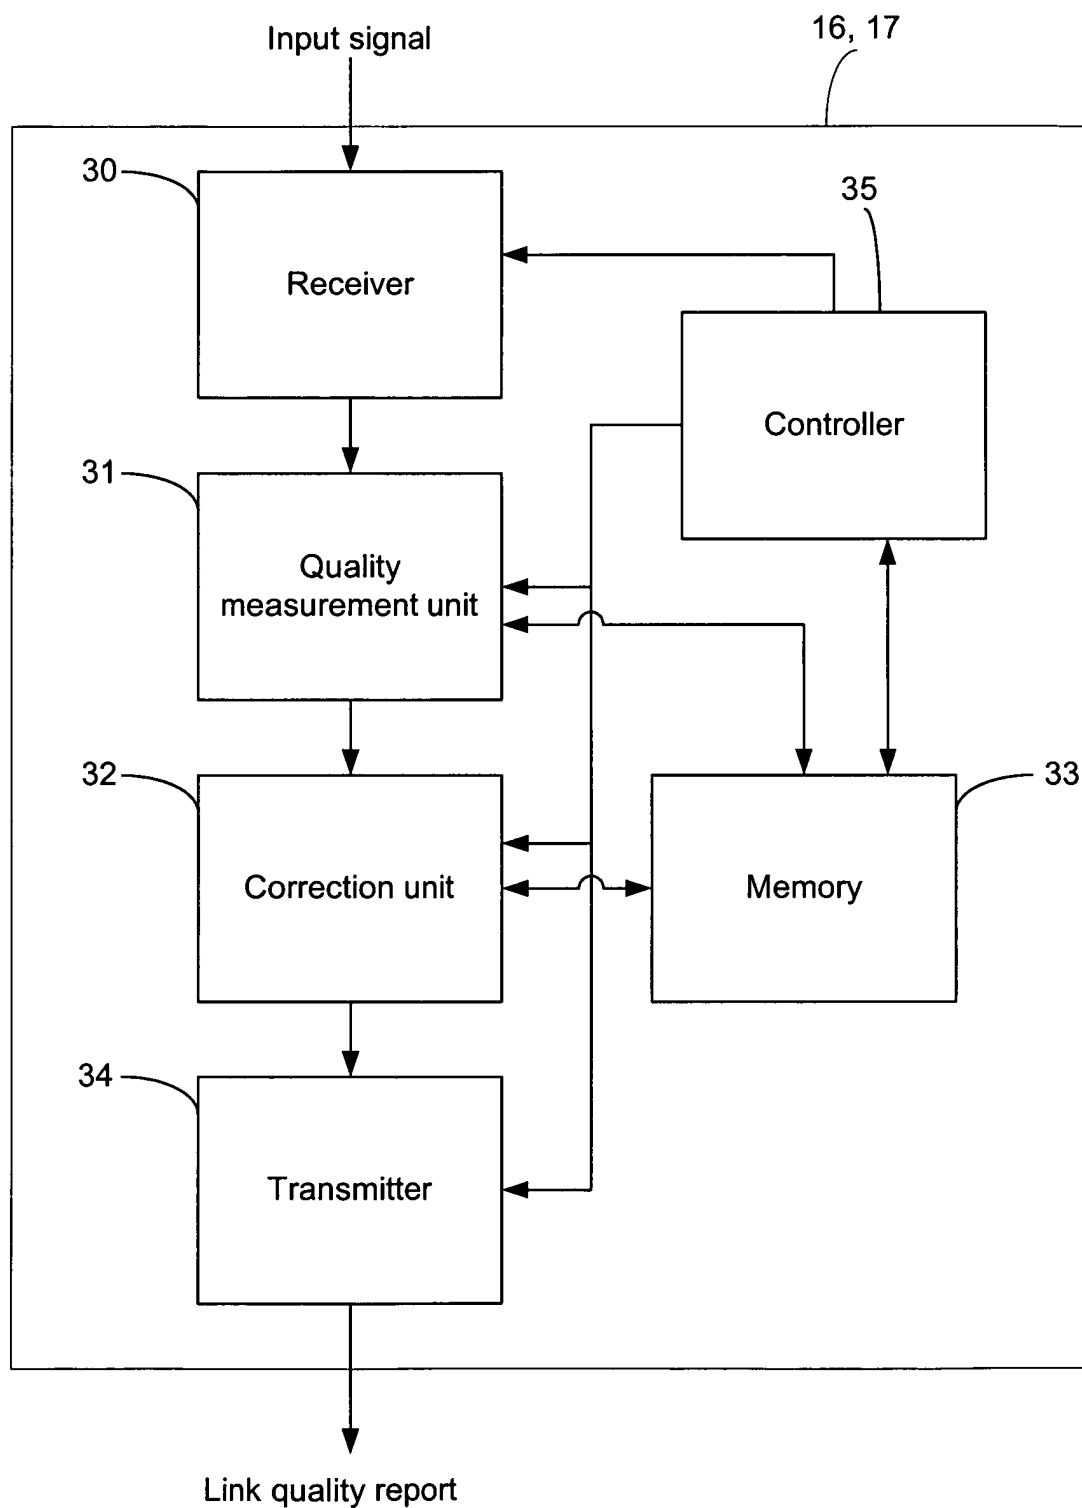 Input signal
16, 17
30
Receiver
35
Controller
31
Quality
measurement unit
32
Correction unit
33
Memory
34
Transmitter
Link quality report